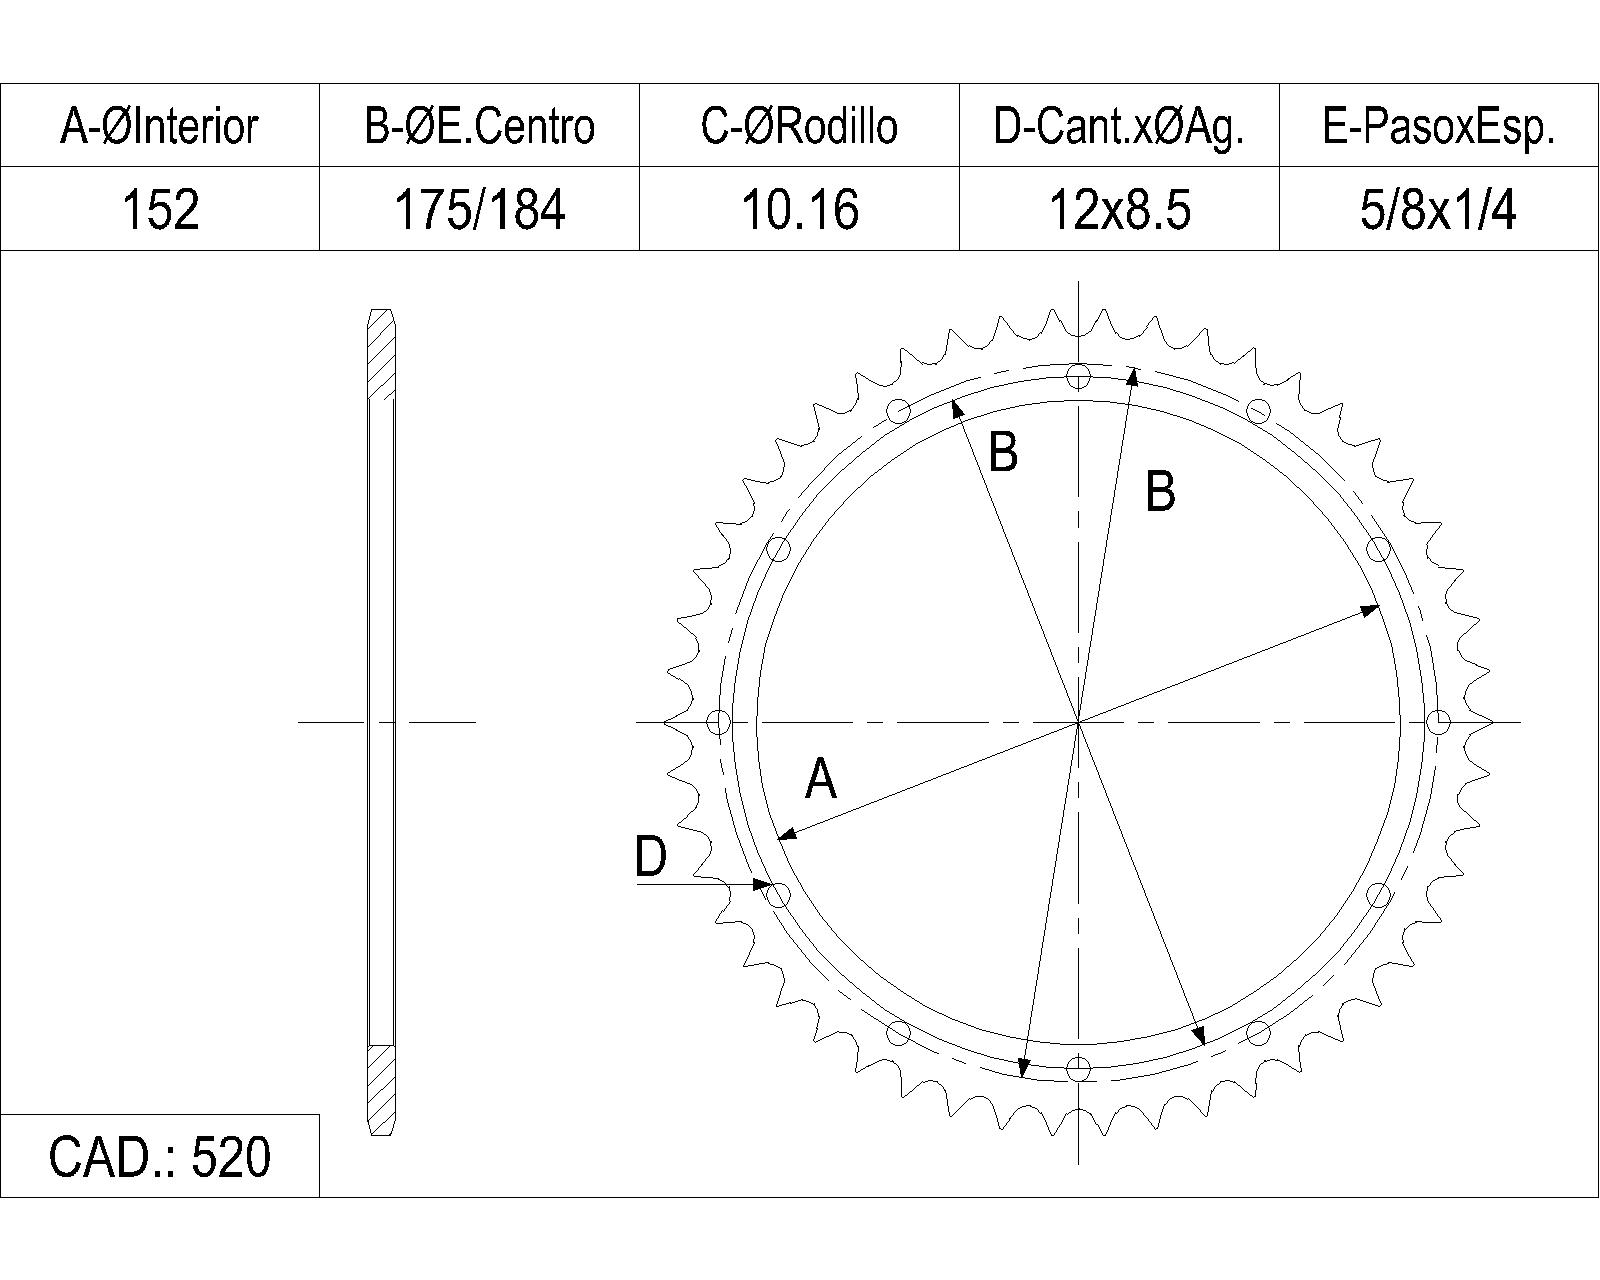 A-ØInterior B-ØE.Centro C-ØRodillo D-Cant.xØAg. E-PasoxEsp.
152 175/184 10.16 12x8.5 5/8x1/4
B
B
A
D
CAD.: 520